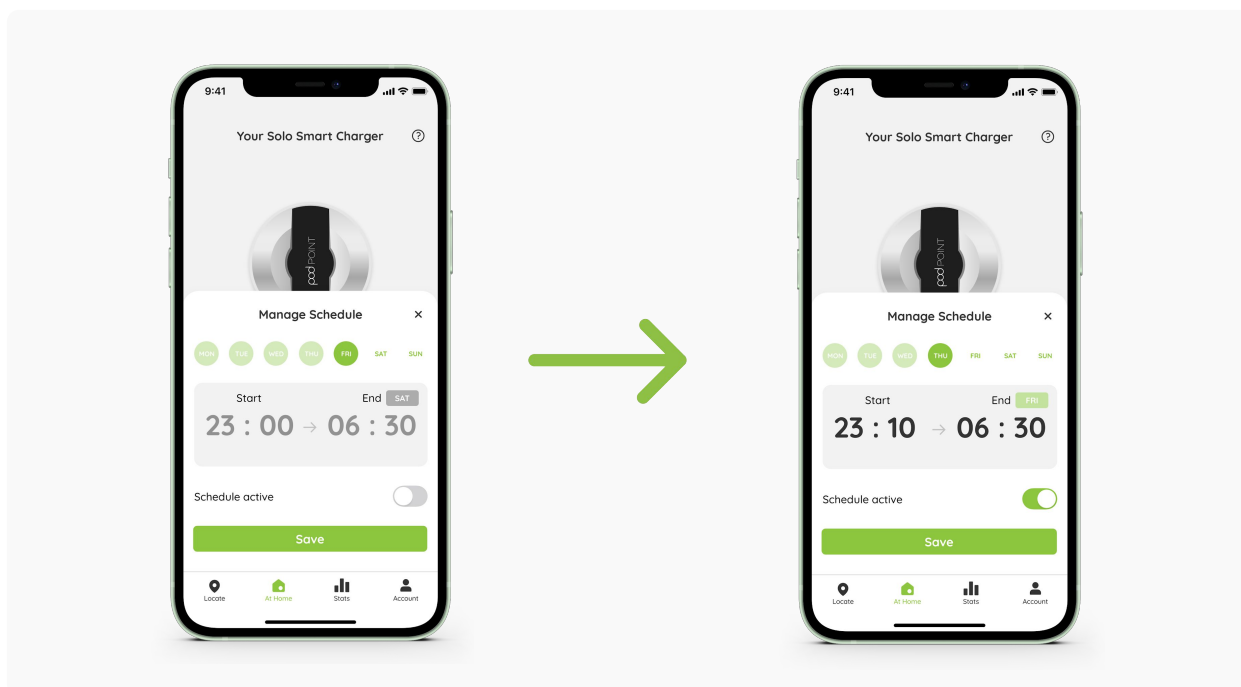 9:41
Your Solo Smart Charger ?
pod POINT
Manage Schedule ×
MON TUE WED THU FRI SAT SUN
Start End SAT
23 : 00 → 06 : 30
Schedule active
Save
Locate At Home Stats Account
9:41
Your Solo Smart Charger ?
pod POINT
Manage Schedule ×
MON TUE WED THU FRI SAT SUN
Start End FRI
23 : 10 → 06 : 30
Schedule active
Save
Locate At Home Stats Account